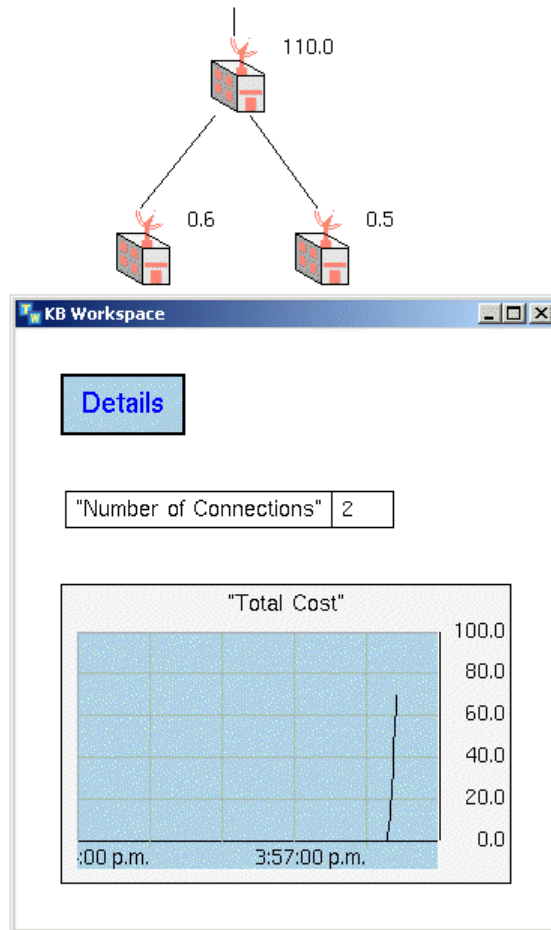 110.0
0.6
0.5
TW KB Workspace
Details
"Number of Connections" 2
"Total Cost"
100.0
80.0
60.0
40.0
20.0
0.0
:00 p.m. 3:57:00 p.m.